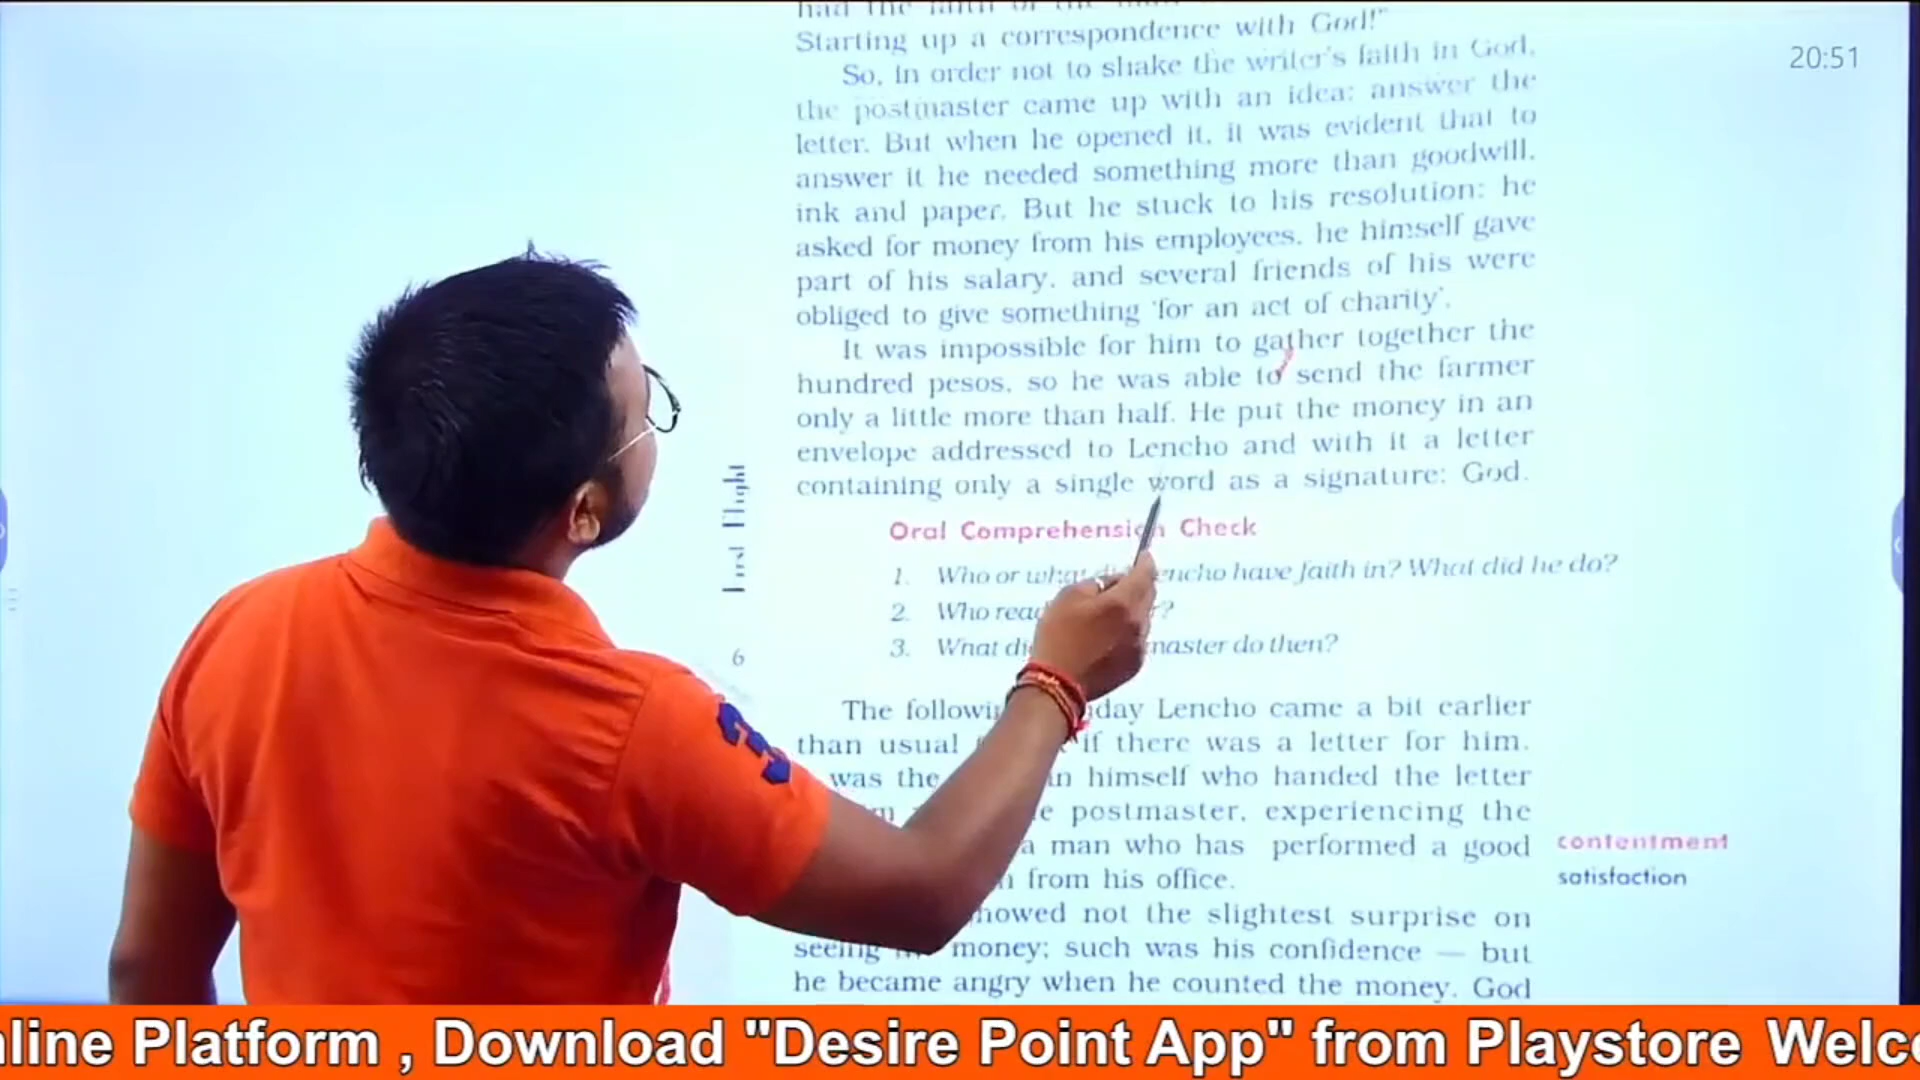 Starting up a correspondence with God!"
So, in order not to shake the writer's faith in God,
the postmaster came up with an idea: answer the
letter. But when he opened it, it was evident that to
answer it he needed something more than goodwill,
ink and paper. But he stuck to his resolution: he
asked for money from his employees, he himself gave
part of his salary, and several friends of his were
obliged to give something 'for an act of charity'.
It was impossible for him to gather together the
hundred pesos, so he was able to send the farmer
only a little more than half. He put the money in an
envelope addressed to Lencho and with it a letter
containing only a single word as a signature: God.
Oral Comprehension Check
1. Who or what encho have faith in? What did he do?
2. Who read ?
3. What di master do then?
The followin day Lencho came a bit earlier
than usual if there was a letter for him.
was the himself who handed the letter
postmaster, experiencing the
a man who has performed a good
from his office.
howed not the slightest surprise on
seeing money; such was his confidence — but
he became angry when he counted the money. God
contentment
satisfaction
First Flight
6
20:51
nline Platform , Download "Desire Point App" from Playstore Welco